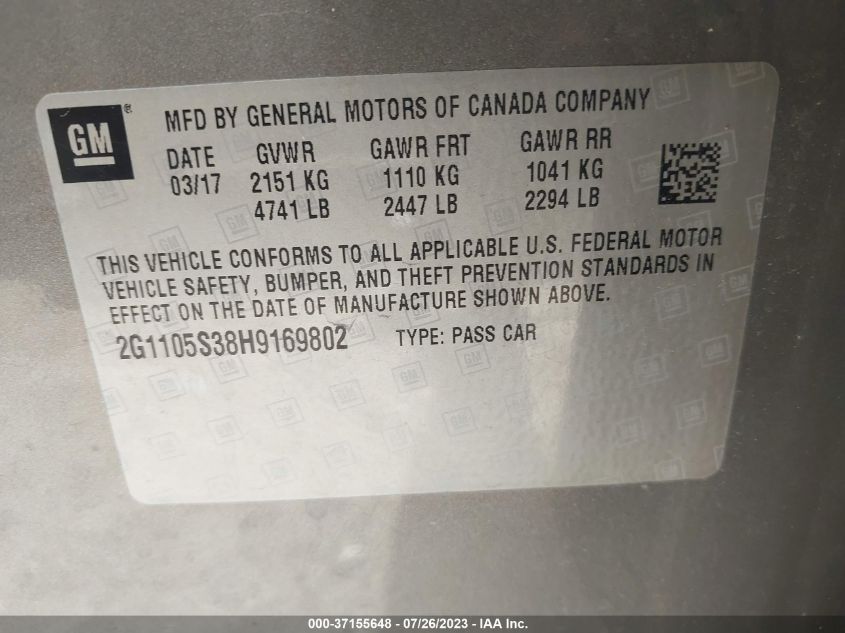 GM ®
MFD BY GENERAL MOTORS OF CANADA COMPANY
DATE GVWR GAWR FRT GAWR RR
03/17 2151 KG 1110 KG 1041 KG
4741 LB 2447 LB 2294 LB
THIS VEHICLE CONFORMS TO ALL APPLICABLE U.S. FEDERAL MOTOR
VEHICLE SAFETY, BUMPER, AND THEFT PREVENTION STANDARDS IN
EFFECT ON THE DATE OF MANUFACTURE SHOWN ABOVE.
2G1105S38H9169802 TYPE: PASS CAR
000-37155648 - 07/26/2023 - IAA Inc.